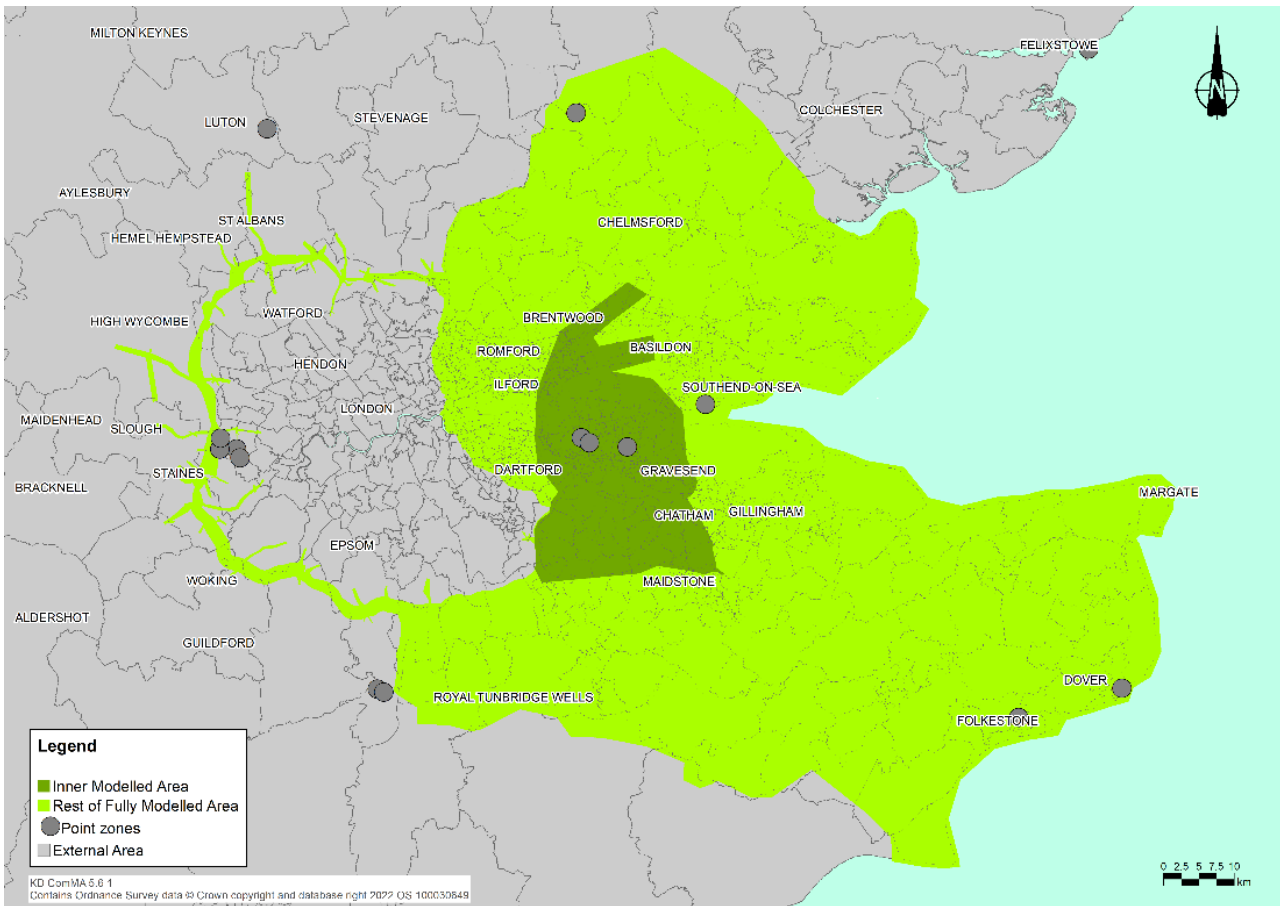 MILTON KEYNES
FELIXSTOWE
N
COLCHESTER
STEVENAGE
LUTON
AYLESBURY
ST ALBANS
CHELMSFORD
HEMEL HEMPSTEAD
WATFORD
BRENTWOOD
HIGH WYCOMBE
BASILDON
ROMFORD
HENDON
ILFORD
SOUTHEND-ON-SEA
LONDON
MAIDENHEAD
SLOUGH
STAINES
DARTFORD
GRAVESEND
BRACKNELL
MARGATE
CHATHAM
GILLINGHAM
EPSOM
WOKING
MAIDSTONE
ALDERSHOT
GUILDFORD
DOVER
ROYAL TUNBRIDGE WELLS
FOLKESTONE
Legend
Inner Modelled Area
Rest of Fully Modelled Area
Point zones
External Area
0 2.5 5 7.5 10
km
KD ComMA 5.6 1
Contains Ordnance Survey data © Crown copyright and database right 2022 OS 100030649